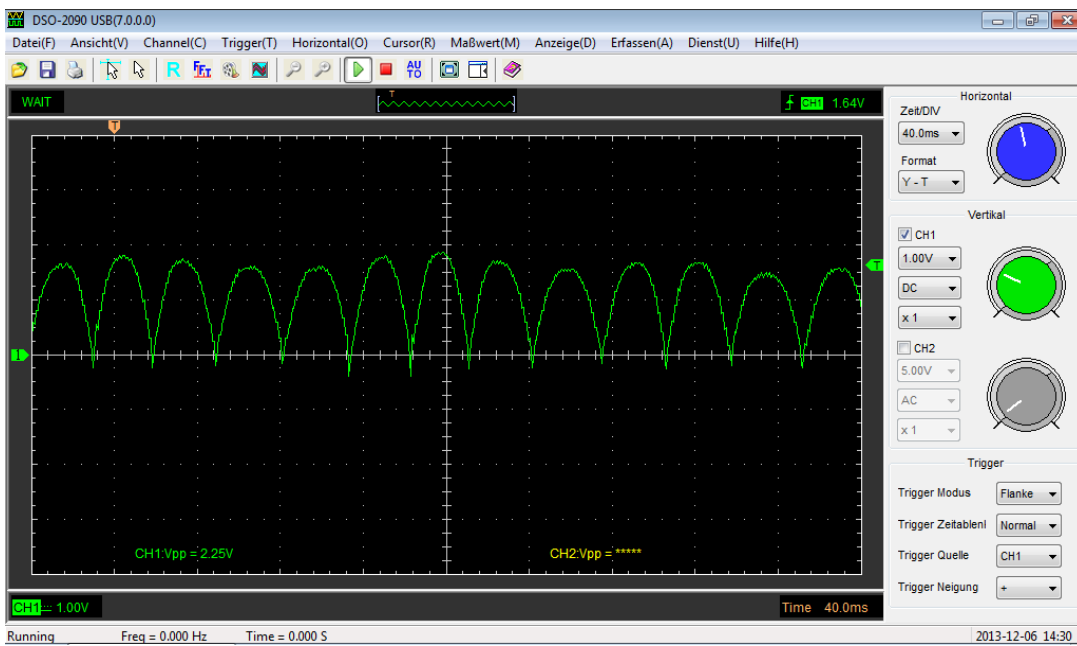 DSO-2090 USB(7.0.0.0)
Datei(F) Ansicht(V) Channel(C) Trigger(T) Horizontal(O) Cursor(R) Maßwert(M) Anzeige(D) Erfassen(A) Dienst(U) Hilfe(H)
R FFT AU TO
WAIT T CH1 1.64V
T
T
1
CH1:Vpp = 2.25V CH2:Vpp = *****
CH1 1.00V Time 40.0ms
Horizontal
Zeit/DIV
40.0ms
Format
Y - T
Vertikal
CH1
1.00V
DC
x 1
CH2
5.00V
AC
x 1
Trigger
Trigger Modus Flanke
Trigger Zeitablenl Normal
Trigger Quelle CH1
Trigger Neigung +
Running Freq = 0.000 Hz Time = 0.000 S 2013-12-06 14:30